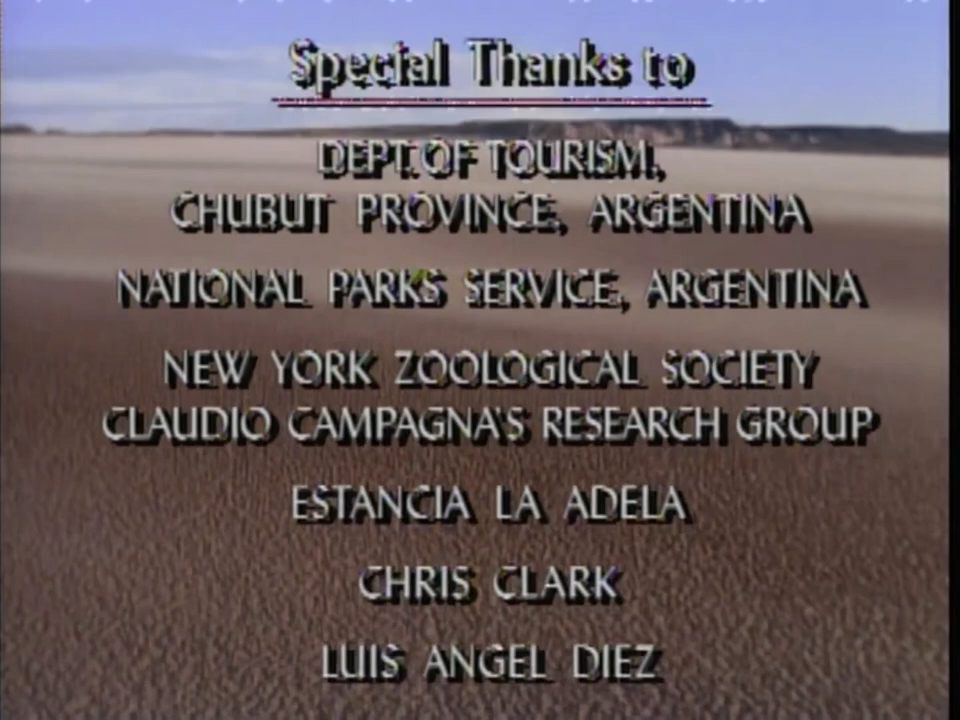 Special Thanks to
DEPT. OF TOURISM,
CHUBUT PROVINCE, ARGENTINA
NATIONAL PARKS SERVICE, ARGENTINA
NEW YORK ZOOLOGICAL SOCIETY
CLAUDIO CAMPAGNA'S RESEARCH GROUP
ESTANCIA LA ADELA
CHRIS CLARK
LUIS ANGEL DIEZ